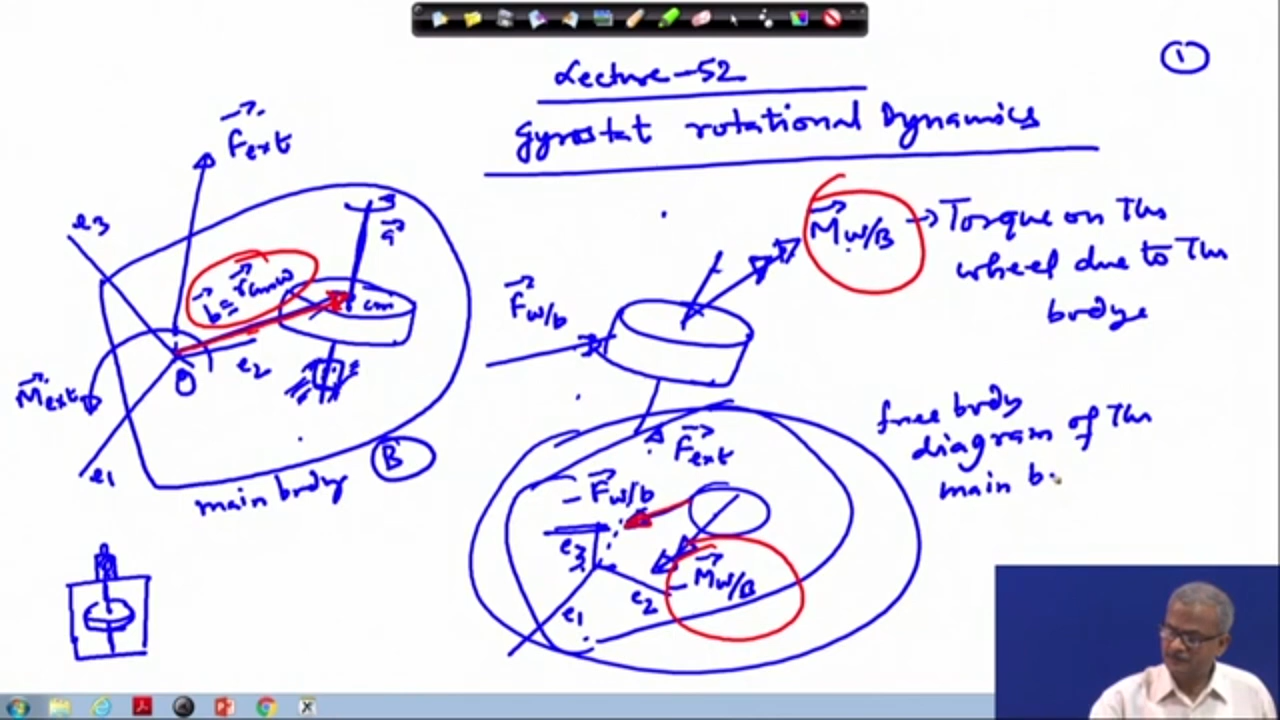 1
Lecture-52
Gyrostat rotational Dynamics
F ext
e3
a
b = r cm w
cm
e2
O
M ext
e1
main body
B
F w/b
M w/B → Torque on The
wheel due to The
bodye
F ext
- F w/b
e3
e2
e1
- M w/B
free body
diagram of The
main b